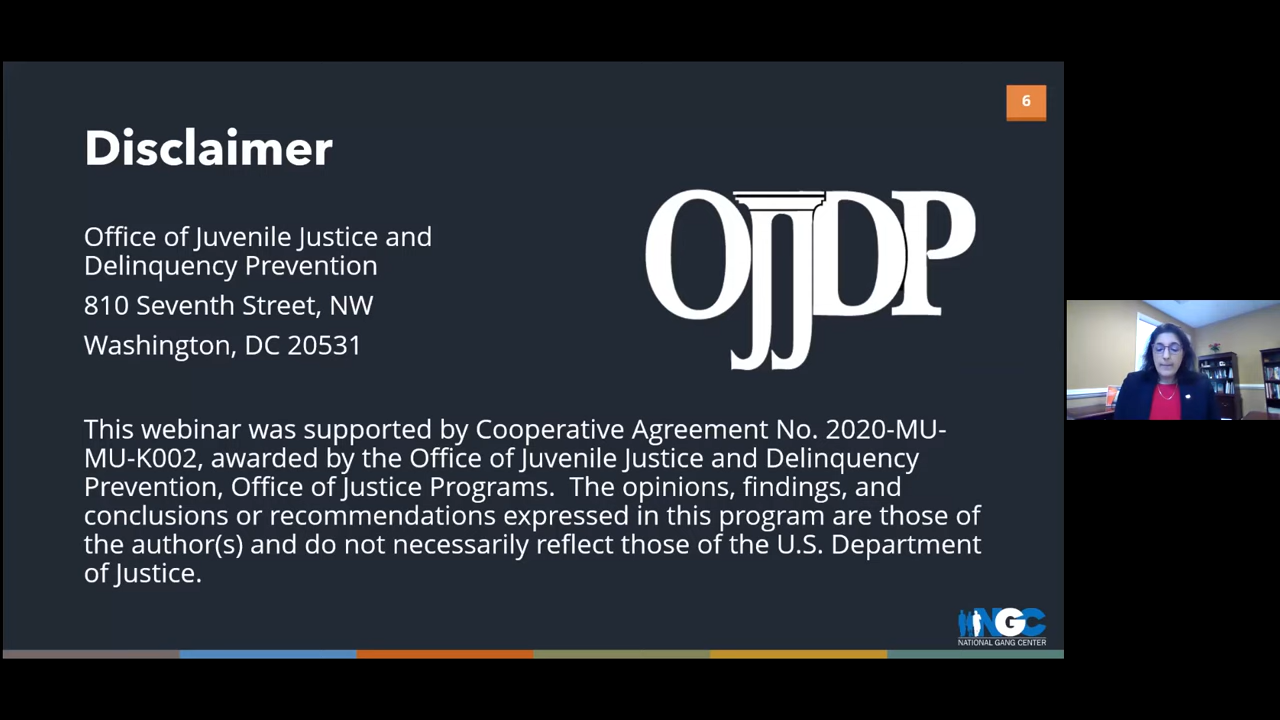 6
Disclaimer
OJJDP
Office of Juvenile Justice and
Delinquency Prevention
810 Seventh Street, NW
Washington, DC 20531
This webinar was supported by Cooperative Agreement No. 2020-MU-
MU-K002, awarded by the Office of Juvenile Justice and Delinquency
Prevention, Office of Justice Programs.  The opinions, findings, and
conclusions or recommendations expressed in this program are those of
the author(s) and do not necessarily reflect those of the U.S. Department
of Justice.
NGC
NATIONAL GANG CENTER